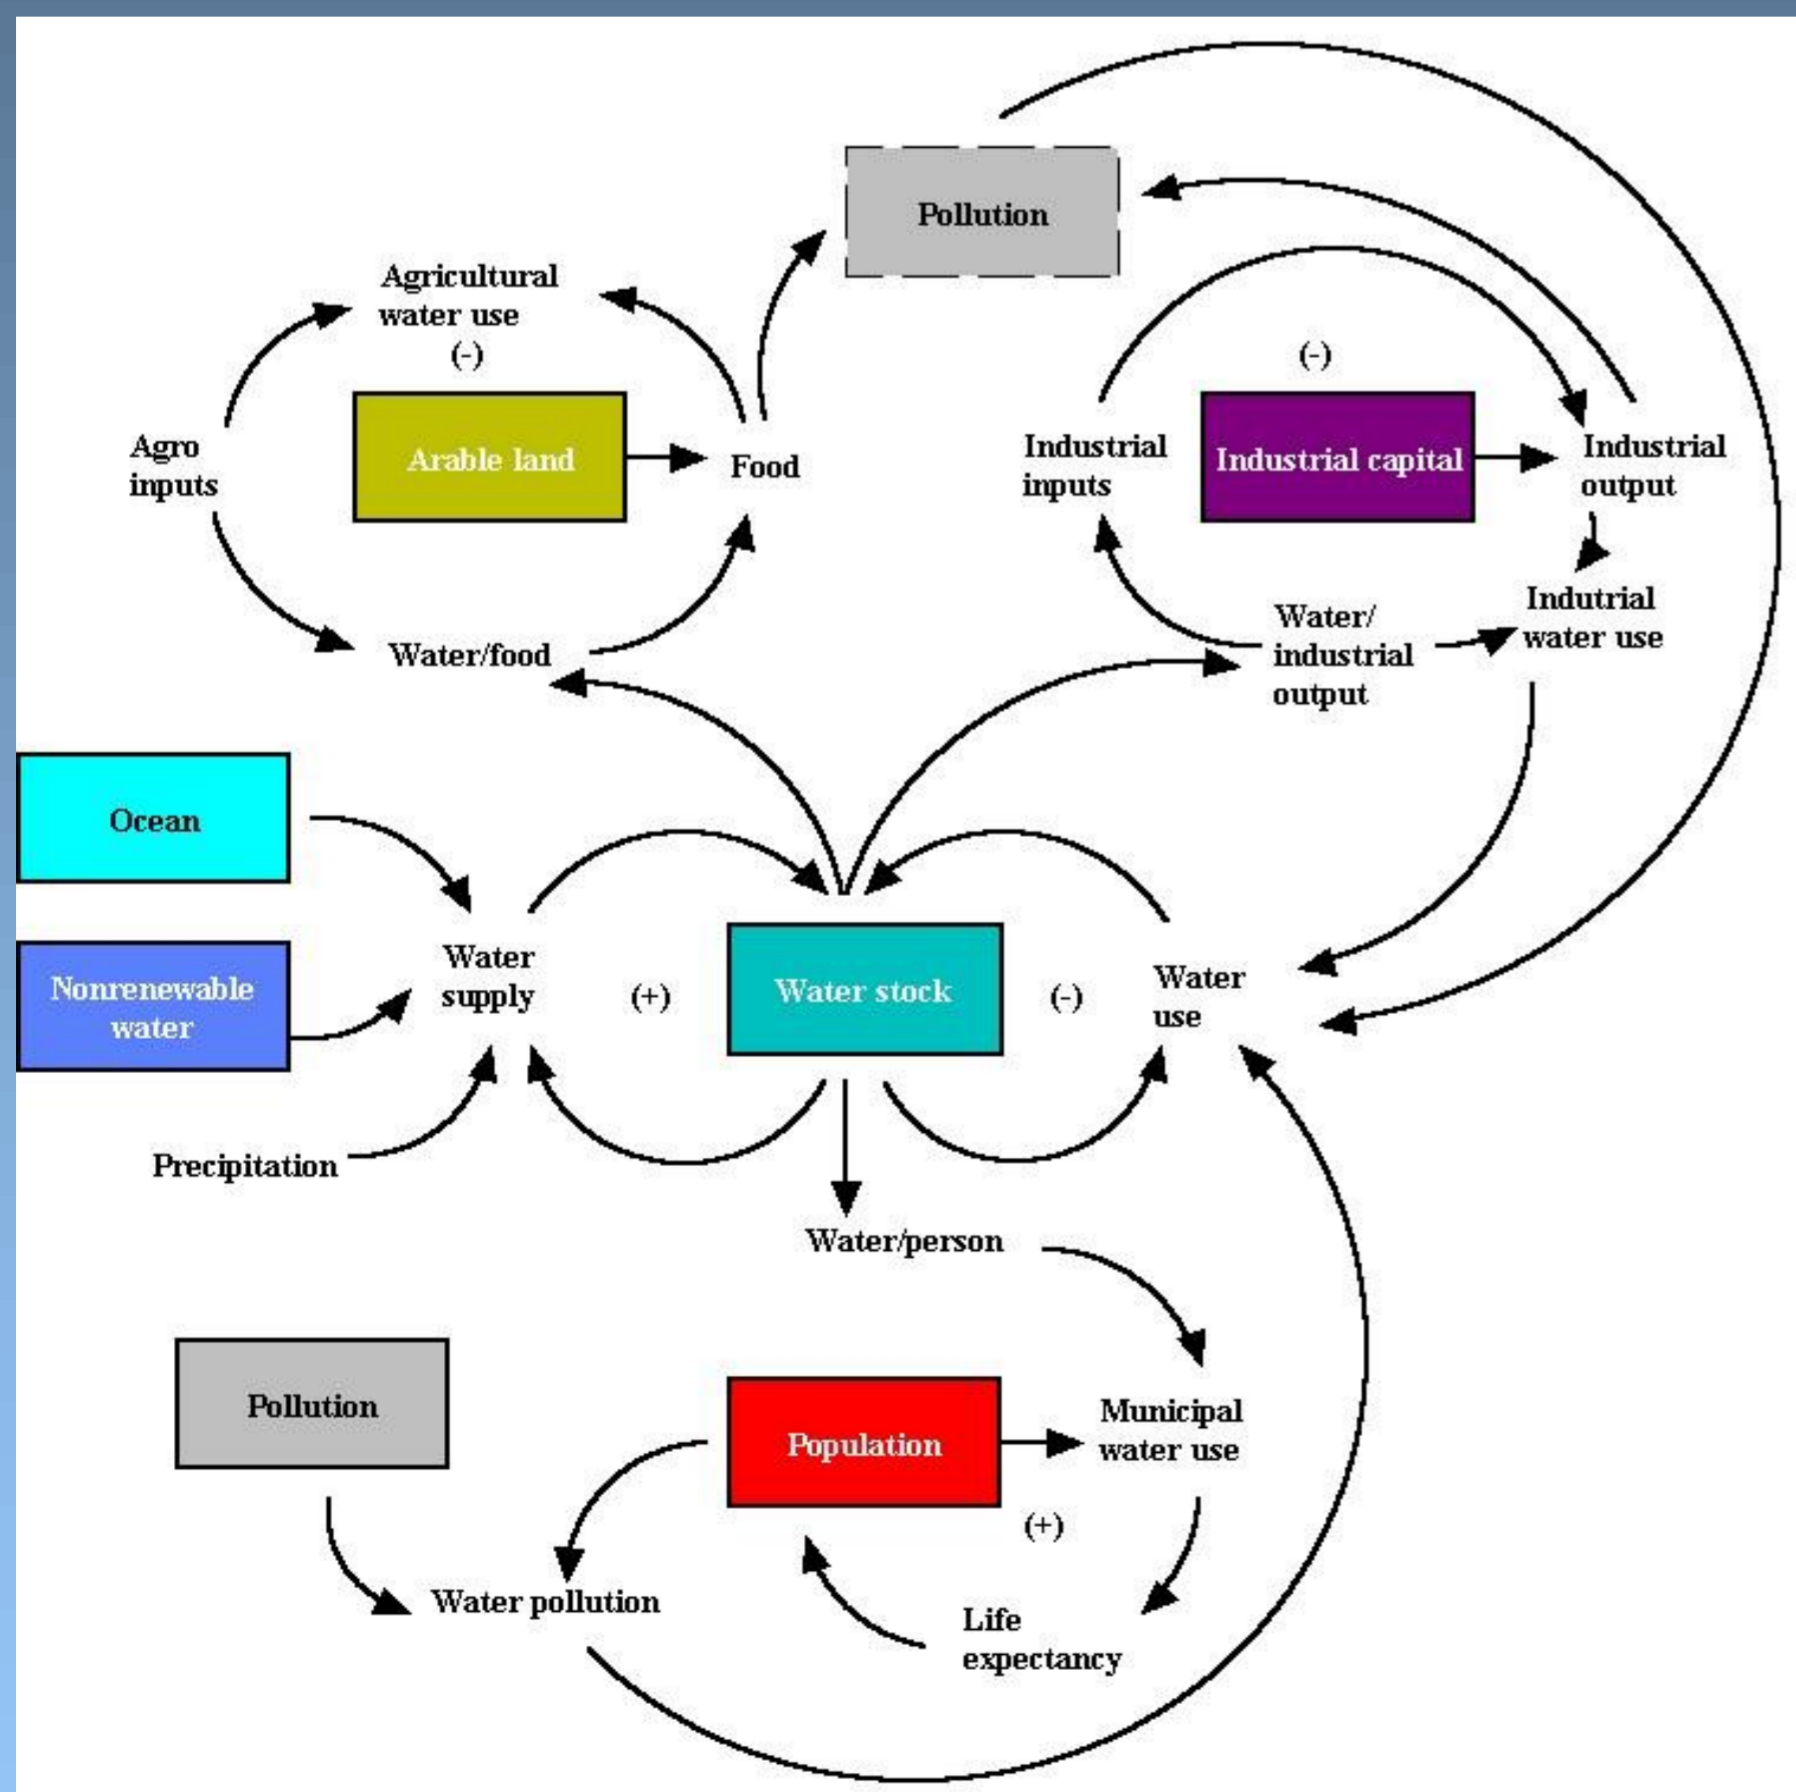 Pollution
Agricultural
water use
(-)
(-)
Agro
inputs
Arable land
Food
Industrial
inputs
Industrial capital
Industrial
output
Water/food
Water/
industrial
output
Indutrial
water use
Ocean
Nonrenewable
water
Water
supply
(+)
Water stock
(-)
Water
use
Precipitation
Water/person
Pollution
Population
Municipal
water use
(+)
Water pollution
Life
expectancy